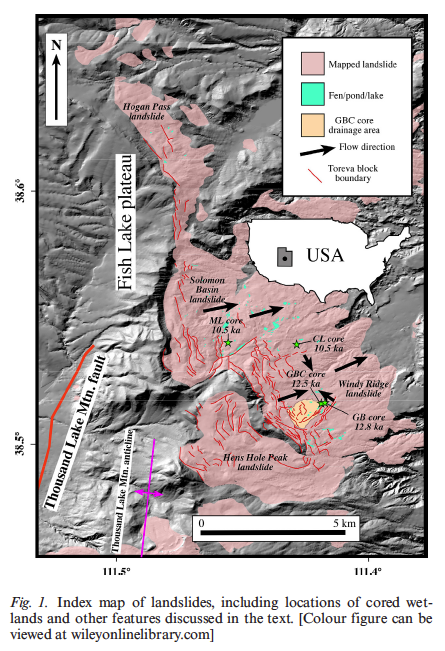 N
Mapped landslide
Fen/pond/lake
GBC core
drainage area
Flow direction
Toreva block
boundary
Hogan Pass
landslide
38.6°
Fish Lake plateau
USA
Solomon
Basin
landslide
ML core
10.5 ka
CL core
10.5 ka
GBC core
12.5 ka
Windy Ridge
landslide
GB core
12.8 ka
Thousand Lake Mtn. fault
Thousand Lake Mtn. anticline
38.5°
Hens Hole Peak
landslide
0
5 km
111.5°
111.4°
Fig. 1. Index map of landslides, including locations of cored wet-
lands and other features discussed in the text. [Colour figure can be
viewed at wileyonlinelibrary.com]